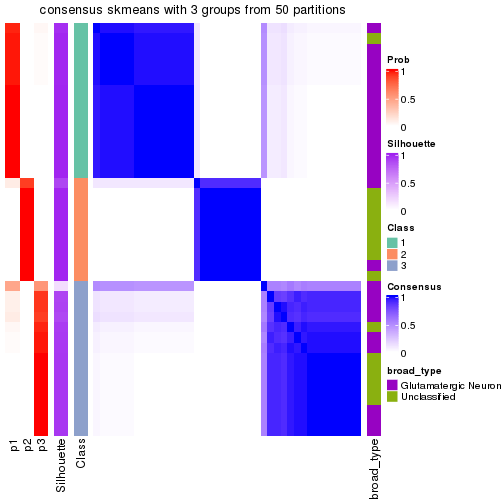 consensus skmeans with 3 groups from 50 partitions
Prob
1
0.5
0
Silhouette
1
0.5
0
Class
1
2
3
Consensus
1
0.5
0
broad_type
Glutamatergic Neuron
Unclassified
p1
p2
p3
Silhouette
Class
broad_type